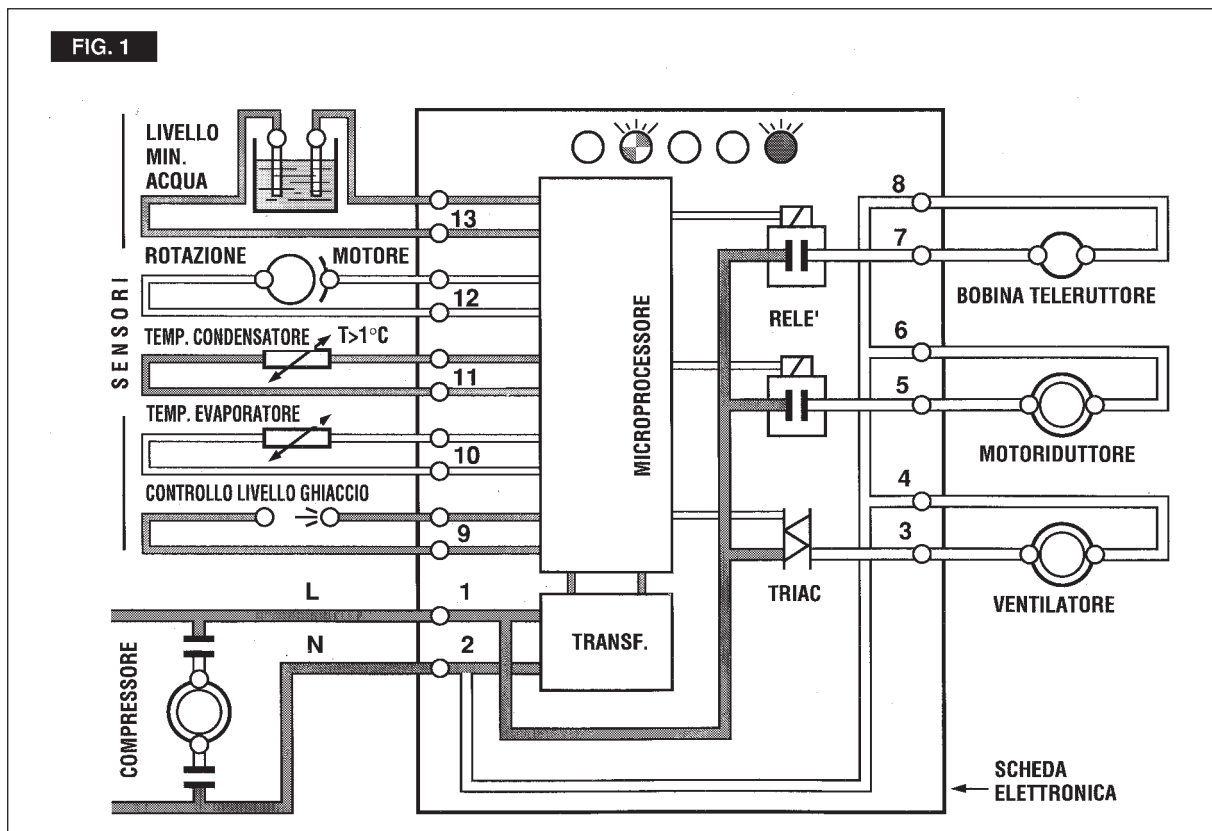 FIG. 1
LIVELLO
MIN.
ACQUA
13
ROTAZIONE MOTORE
12
TEMP. CONDENSATORE T>1°C
11
TEMP. EVAPORATORE
10
CONTROLLO LIVELLO GHIACCIO
9
SENSORI
L 1
N 2
COMPRESSORE
MICROPROCESSORE
TRANSF.
RELE'
TRIAC
8
7
BOBINA TELERUTTORE
6
5
MOTORIDUTTORE
4
3
VENTILATORE
SCHEDA
ELETTRONICA